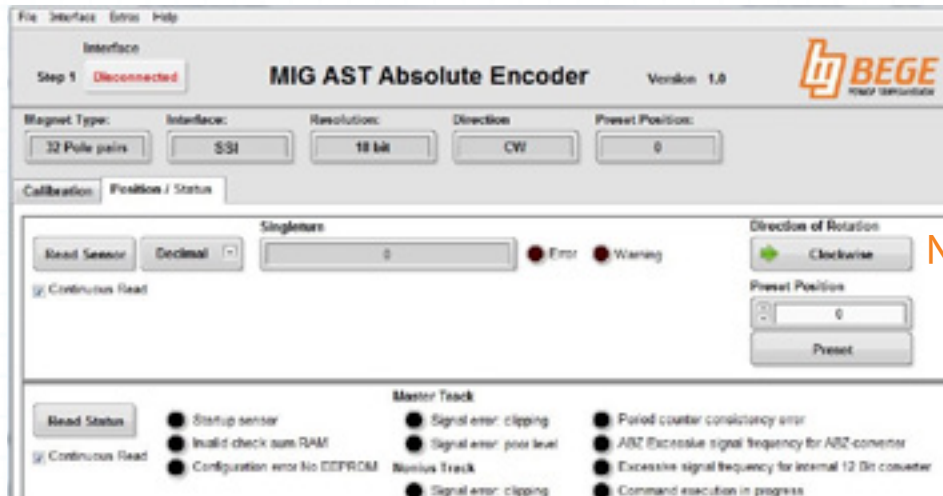 File Interface Extras Help
Interface
Step 1 Disconnected
MIG AST Absolute Encoder
Version 1.0
BEGE
Magnet Type: Interface: Resolution: Direction Preset Position:
32 Pole pairs SSI 18 bit CW 0
Calibration Position / Status
Singleturn Direction of Rotation
Read Sensor Decimal 0 Error Warning Clockwise N
Continuous Read Preset Position
0
Preset
Master Track
Read Status Startup sensor Signal error: clipping Period counter consistency error
Invalid check sum RAM Signal error: poor level ABZ Excessive signal frequency for ABZ-converter
Continuous Read Configuration error No EEPROM Nonius Track Excessive signal frequency for internal 12 Bit converter
Signal error: clipping Command execution in progress